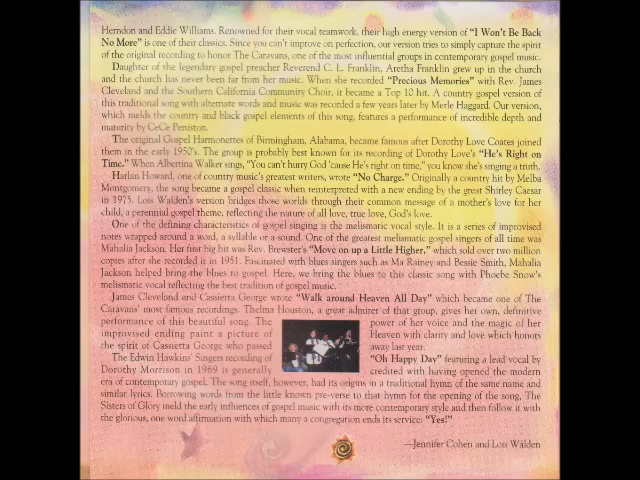 Herndon and Eddie Williams. Renowned for their vocal teamwork, their high energy version of "I Won't Be Back
No More" is one of their classics. Since you can't improve on perfection, our version tries to simply capture the spirit
of the original recording to honor The Caravans, one of the most influential groups in contemporary gospel music.
Daughter of the legendary gospel preacher Reverend C. L. Franklin, Aretha Franklin grew up in the church
and the church has never been far from her music. When she recorded "Precious Memories" with Rev. James
Cleveland and the Southern California Community Choir, it became a Top 10 hit. A country gospel version of
this traditional song with alternate words and music was recorded a few years later by Merle Haggard. Our version,
which melds the country and black gospel elements of this song, features a performance of incredible depth and
maturity by CeCe Peniston.
The original Gospel Harmonettes of Birmingham, Alabama, became famous after Dorothy Love Coates joined
them in the early 1950's. The group is probably best known for its recording of Dorothy Love's "He's Right on
Time." When Albertina Walker sings, "You can't hurry God 'cause He's right on time," you know she's singing a truth.
Harlan Howard, one of country music's greatest writers, wrote "No Charge." Originally a country hit by Melba
Montgomery, the song became a gospel classic when reinterpreted with a new ending by the great Shirley Caesar
in 1975. Lois Walden's version bridges those worlds through their common message of a mother's love for her
child, a perennial gospel theme, reflecting the nature of all love, true love, God's love.
One of the defining characteristics of gospel singing is the melismatic vocal style. It is a series of improvised
notes wrapped around a word, a syllable or a sound. One of the greatest melismatic gospel singers of all time was
Mahalia Jackson. Her first big hit was Rev. Brewster's "Move on up a Little Higher," which sold over two million
copies after she recorded it in 1951. Fascinated with blues singers such as Ma Rainey and Bessie Smith, Mahalia
Jackson helped bring the blues to gospel. Here, we bring the blues to this classic song with Phoebe Snow's
melismatic vocal reflecting the best tradition of gospel music.
James Cleveland and Cassietta George wrote "Walk around Heaven All Day" which became one of The
Caravans' most famous recordings. Thelma Houston, a great admirer of that group, gives her own, definitive
performance of this beautiful song. The power of her voice and the magic of her
improvised ending paint a picture of Heaven with clarity and love which honors
the spirit of Cassietta George who passed away last year.
The Edwin Hawkins' Singers recording of "Oh Happy Day" featuring a lead vocal by
Dorothy Morrison in 1969 is generally credited with having opened the modern
era of contemporary gospel. The song itself, however, had its origins in a traditional hymn of the same name and
similar lyrics. Borrowing words from the little known pre-verse to that hymn for the opening of the song, The
Sisters of Glory meld the early influences of gospel music with its more contemporary style and then follow it with
the glorious, one word affirmation with which many a congregation ends its service: "Yes!"
—Jennifer Cohen and Lois Walden